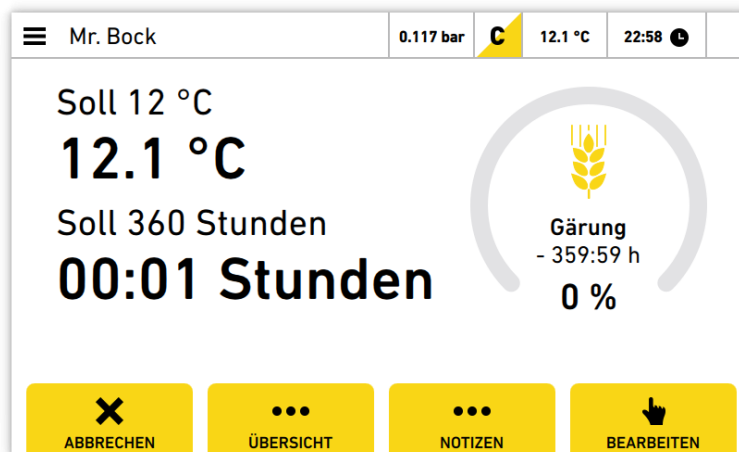 Mr. Bock
0.117 bar
C
12.1 °C
22:58
Soll 12 °C
12.1 °C
Soll 360 Stunden
00:01 Stunden
Gärung
- 359:59 h
0 %
ABBRECHEN
ÜBERSICHT
NOTIZEN
BEARBEITEN